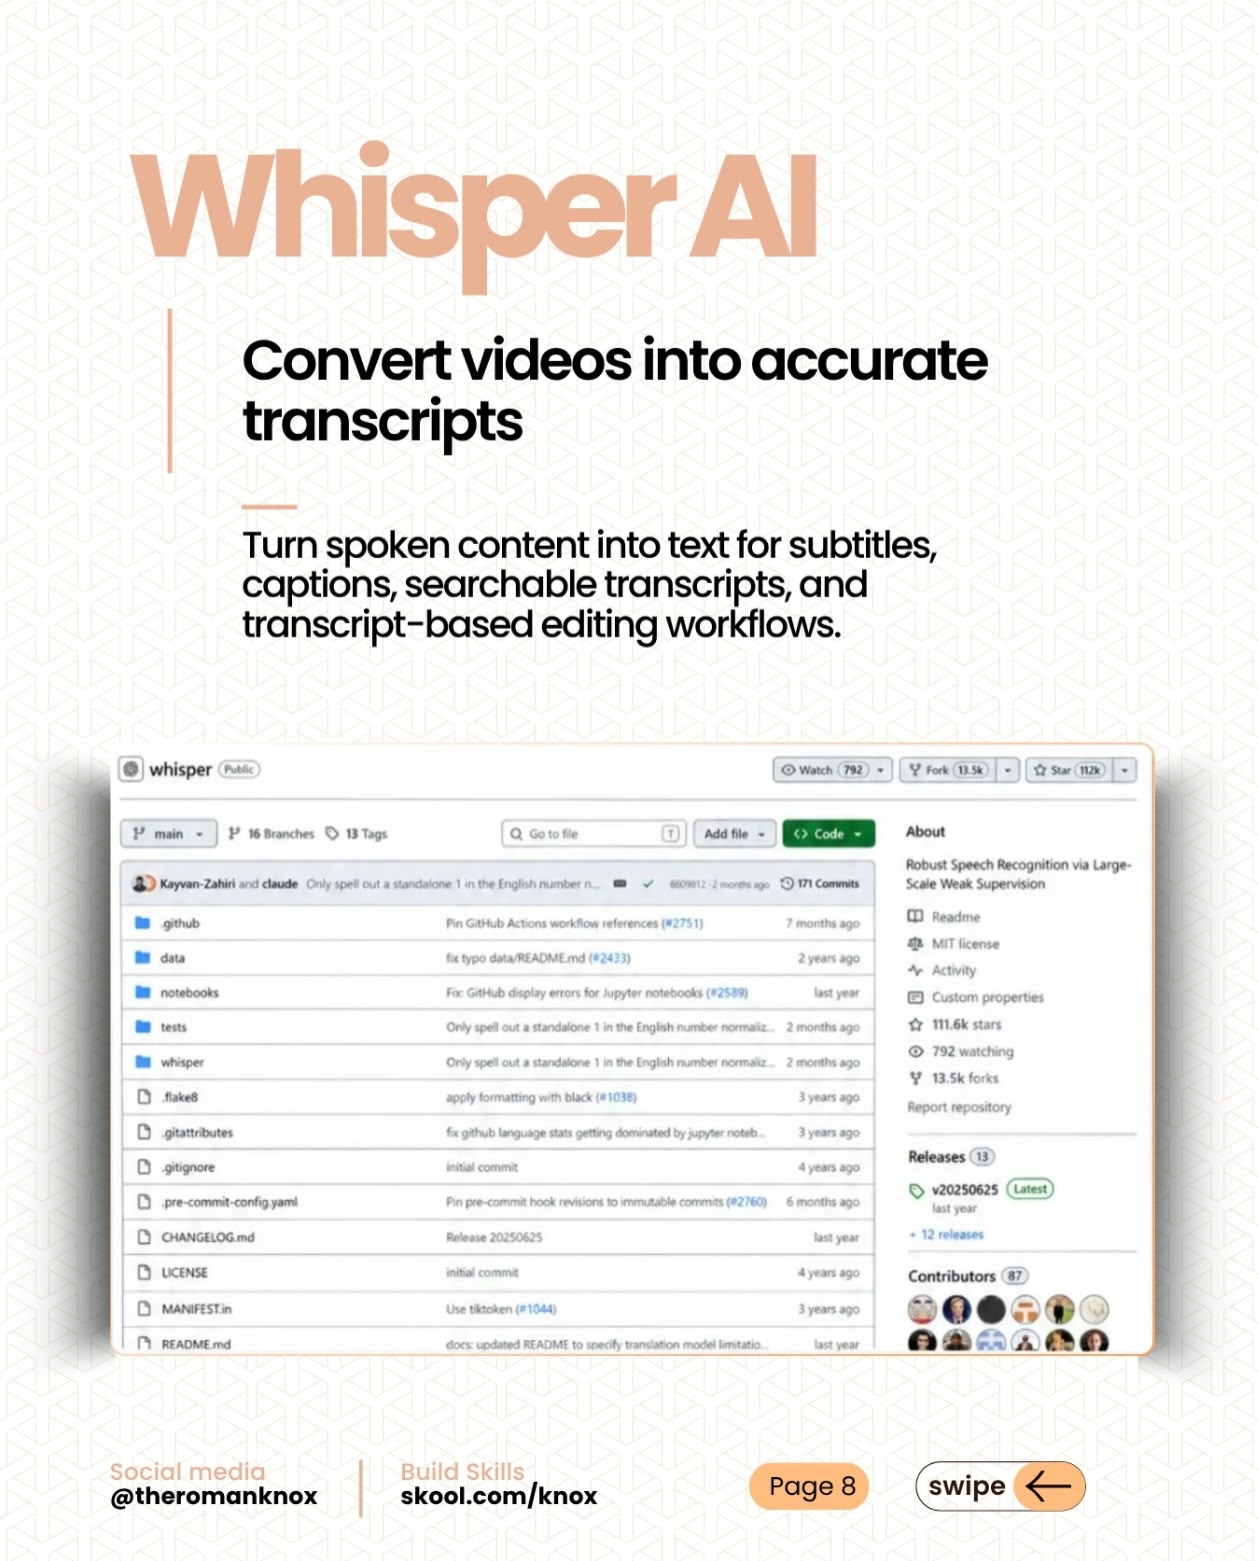 Whisper AI
Convert videos into accurate
transcripts
Turn spoken content into text for subtitles,
captions, searchable transcripts, and
transcript-based editing workflows.
whisper Public Watch 792 Fork 13.5k Star 112k
main 16 Branches 13 Tags Go to file T Add file Code
Kayvan-Zahiri and claude Only spell out a standalone 1 in the English number n... 6609812 · 2 months ago 171 Commits
.github Pin GitHub Actions workflow references (#2751) 7 months ago
data fix typo data/README.md (#2433) 2 years ago
notebooks Fix: GitHub display errors for Jupyter notebooks (#2589) last year
tests Only spell out a standalone 1 in the English number normaliz... 2 months ago
whisper Only spell out a standalone 1 in the English number normaliz... 2 months ago
.flake8 apply formatting with black (#1038) 3 years ago
.gitattributes fix github language stats getting dominated by jupyter noteb... 3 years ago
.gitignore initial commit 4 years ago
.pre-commit-config.yaml Pin pre-commit hook revisions to immutable commits (#2760) 6 months ago
CHANGELOG.md Release 20250625 last year
LICENSE initial commit 4 years ago
MANIFEST.in Use tiktoken (#1044) 3 years ago
README.md docs: updated README to specify translation model limitatio... last year
About
Robust Speech Recognition via Large-
Scale Weak Supervision
Readme
MIT license
Activity
Custom properties
111.6k stars
792 watching
13.5k forks
Report repository
Releases 13
v20250625 Latest
last year
+ 12 releases
Contributors 87
Social media
@theromanknox
Build Skills
skool.com/knox
Page 8
swipe